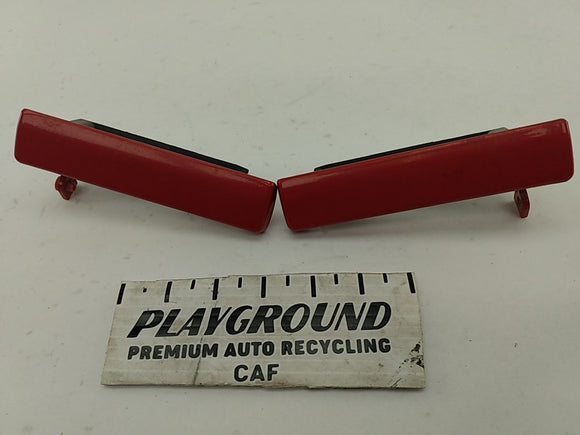 PLAYGROUND
PREMIUM AUTO RECYCLING
CAF